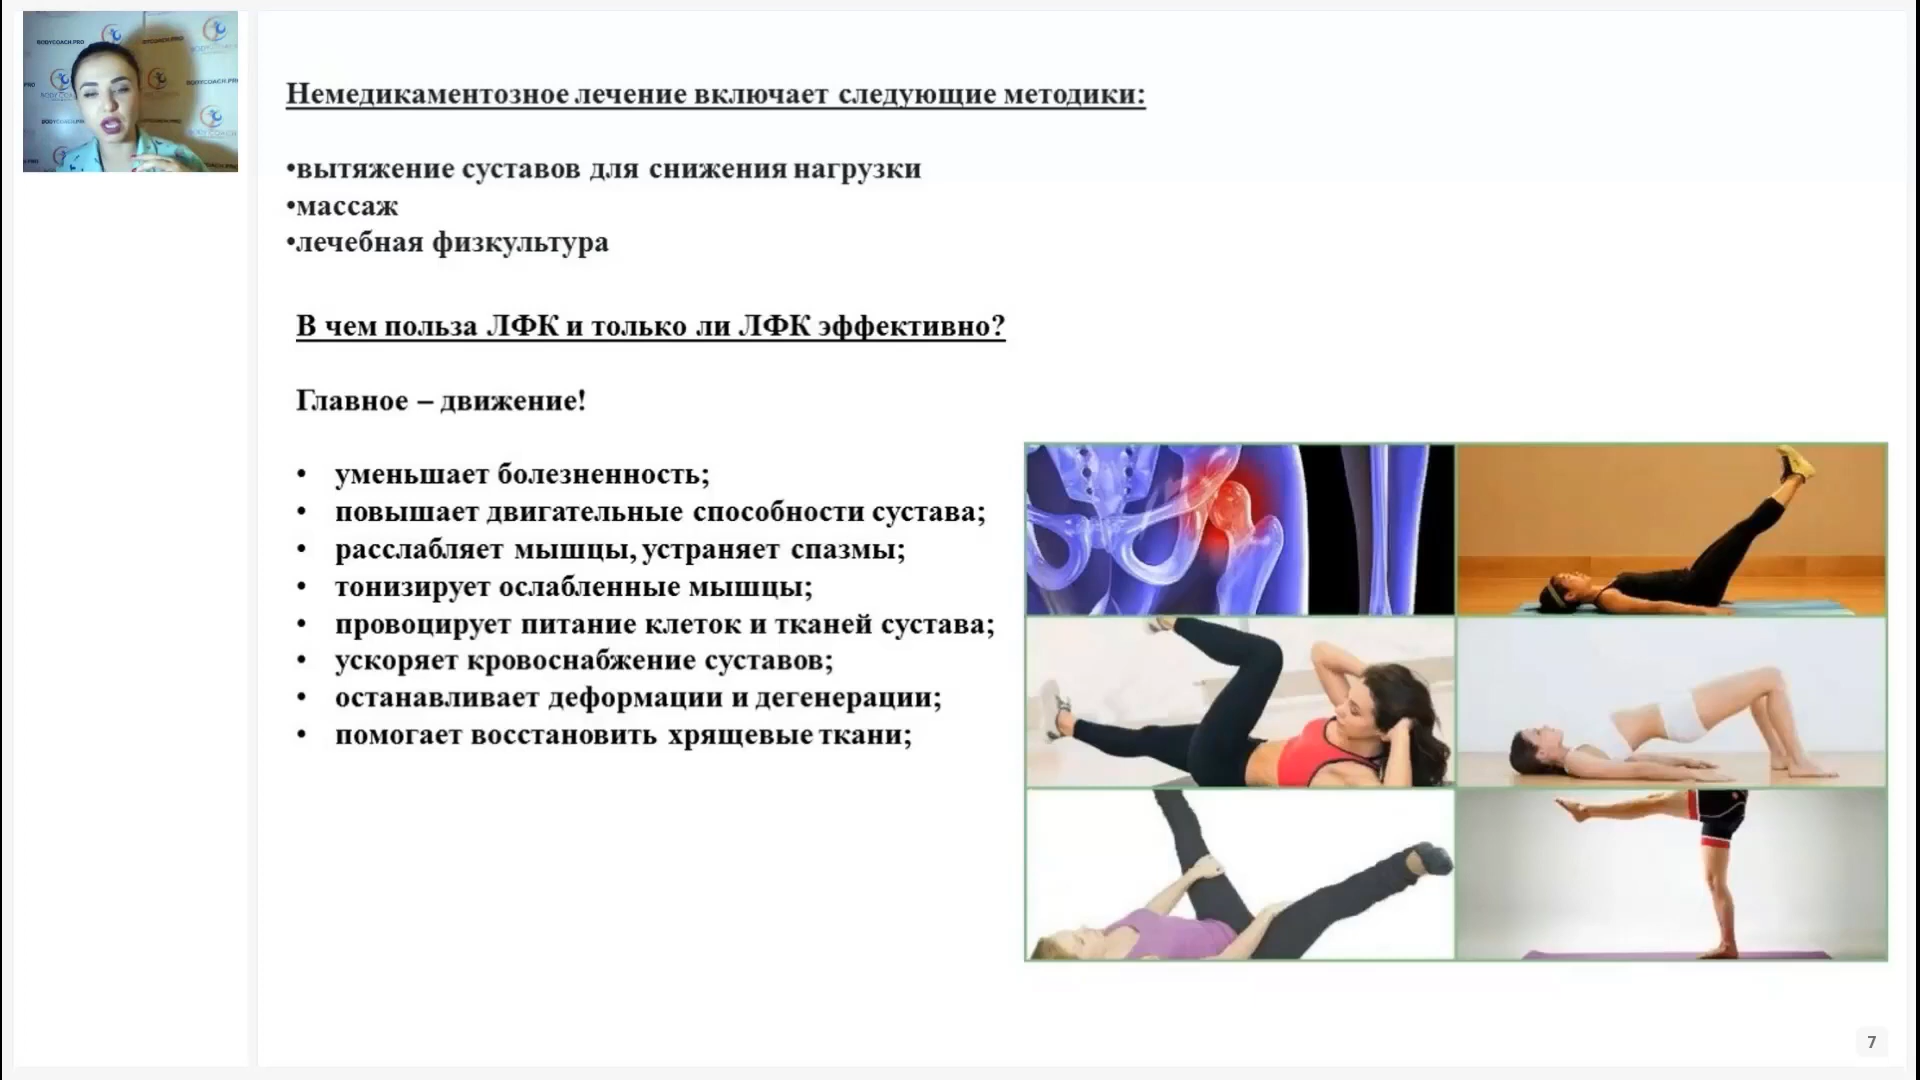 BODYCOACH.PRO
Немедикаментозное лечение включает следующие методики:
•вытяжение суставов для снижения нагрузки
•массаж
•лечебная физкультура
В чем польза ЛФК и только ли ЛФК эффективно?
Главное – движение!
• уменьшает болезненность;
• повышает двигательные способности сустава;
• расслабляет мышцы, устраняет спазмы;
• тонизирует ослабленные мышцы;
• провоцирует питание клеток и тканей сустава;
• ускоряет кровоснабжение суставов;
• останавливает деформации и дегенерации;
• помогает восстановить хрящевые ткани;
7